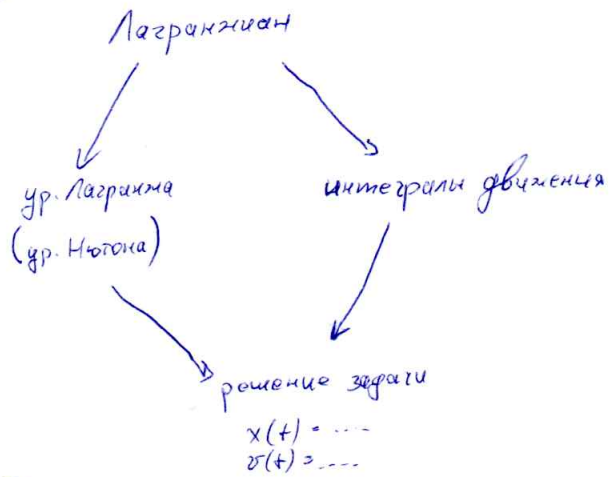 Лагранжиан
ур. Лагранжа
интегралы движения
(ур. Ньютона)
решение задачи
x(t) = ....
v(t) = ....